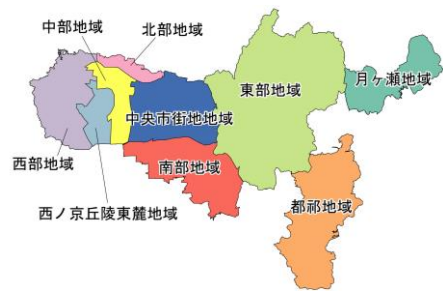 中部地域
北部地域
東部地域
月ヶ瀬地域
中央市街地地域
西部地域
南部地域
西ノ京丘陵東麓地域
都祁地域